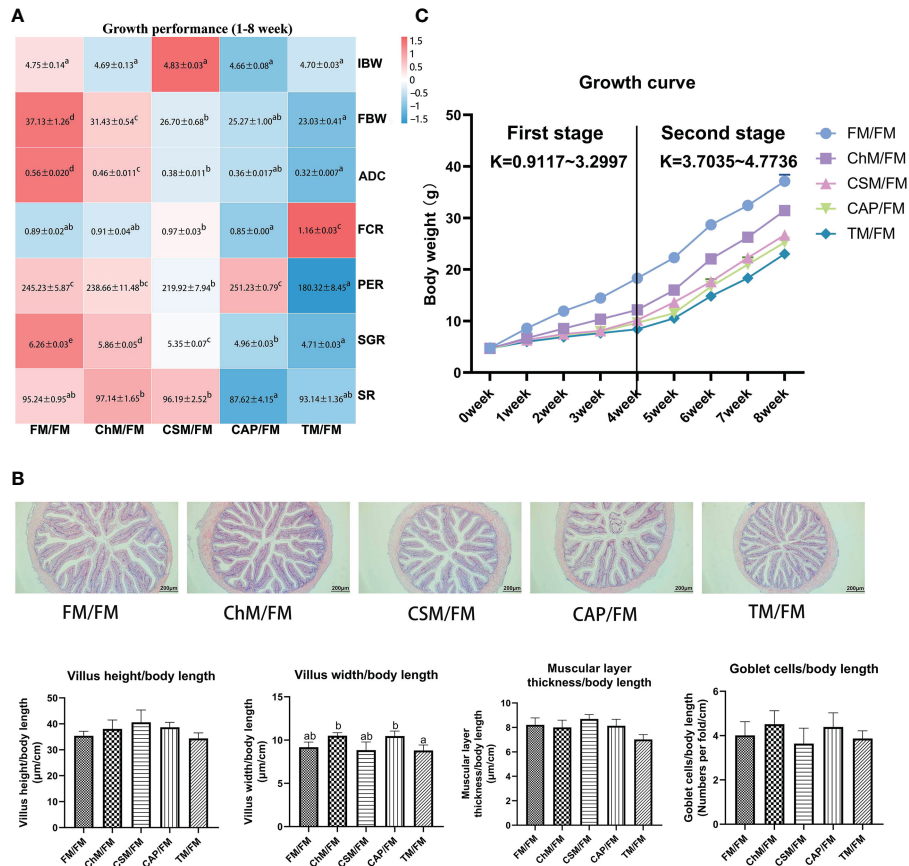 A
Growth performance (1-8 week)
4.75±0.14a 4.69±0.13a 4.83±0.03a 4.66±0.08a 4.70±0.03a IBW
37.13±1.26d 31.43±0.54c 26.70±0.68b 25.27±1.00ab 23.03±0.41a FBW
0.56±0.020d 0.46±0.011c 0.38±0.011b 0.36±0.017ab 0.32±0.007a ADC
0.89±0.02ab 0.91±0.04ab 0.97±0.03b 0.85±0.00a 1.16±0.03c FCR
245.23±5.87c 238.66±11.48bc 219.92±7.94b 251.23±0.79c 180.32±8.45a PER
6.26±0.03e 5.86±0.05d 5.35±0.07c 4.96±0.03b 4.71±0.03a SGR
95.24±0.95ab 97.14±1.65b 96.19±2.52b 87.62±4.15a 93.14±1.36ab SR
FM/FM ChM/FM CSM/FM CAP/FM TM/FM
1.5
1
0.5
0
−0.5
−1
−1.5
C
Growth curve
First stage
K=0.9117~3.2997
Second stage
K=3.7035~4.7736
Body weight (g)
50
40
30
20
10
0
0week 1week 2week 3week 4week 5week 6week 7week 8week
FM/FM
ChM/FM
CSM/FM
CAP/FM
TM/FM
B
200μm 200μm 200μm 200μm 200μm
FM/FM ChM/FM CSM/FM CAP/FM TM/FM
Villus height/body length
Villus height/body length
(μm/cm)
50
40
30
20
10
0
FM/FM ChM/FM CSM/FM CAP/FM TM/FM
Villus width/body length
Villus width/body length
(μm/cm)
15
10
5
0
ab b ab b a
FM/FM ChM/FM CSM/FM CAP/FM TM/FM
Muscular layer
thickness/body length
Muscular layer
thickness/body length
(μm/cm)
10
8
6
4
2
0
FM/FM ChM/FM CSM/FM CAP/FM TM/FM
Goblet cells/body length
Goblet cells/body length
(Numbers per fold/cm)
6
4
2
0
FM/FM ChM/FM CSM/FM CAP/FM TM/FM